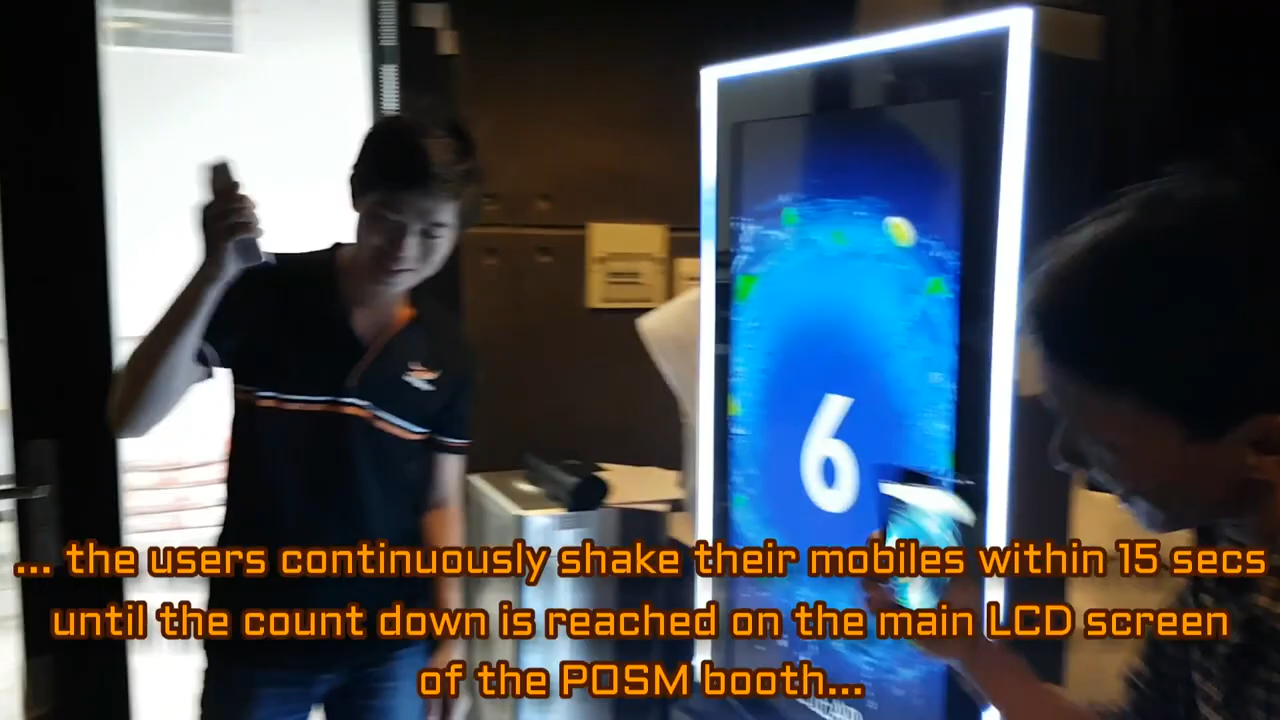 6
... the users continuously shake their mobiles within 15 secs
until the count down is reached on the main LCD screen
of the POSM booth...